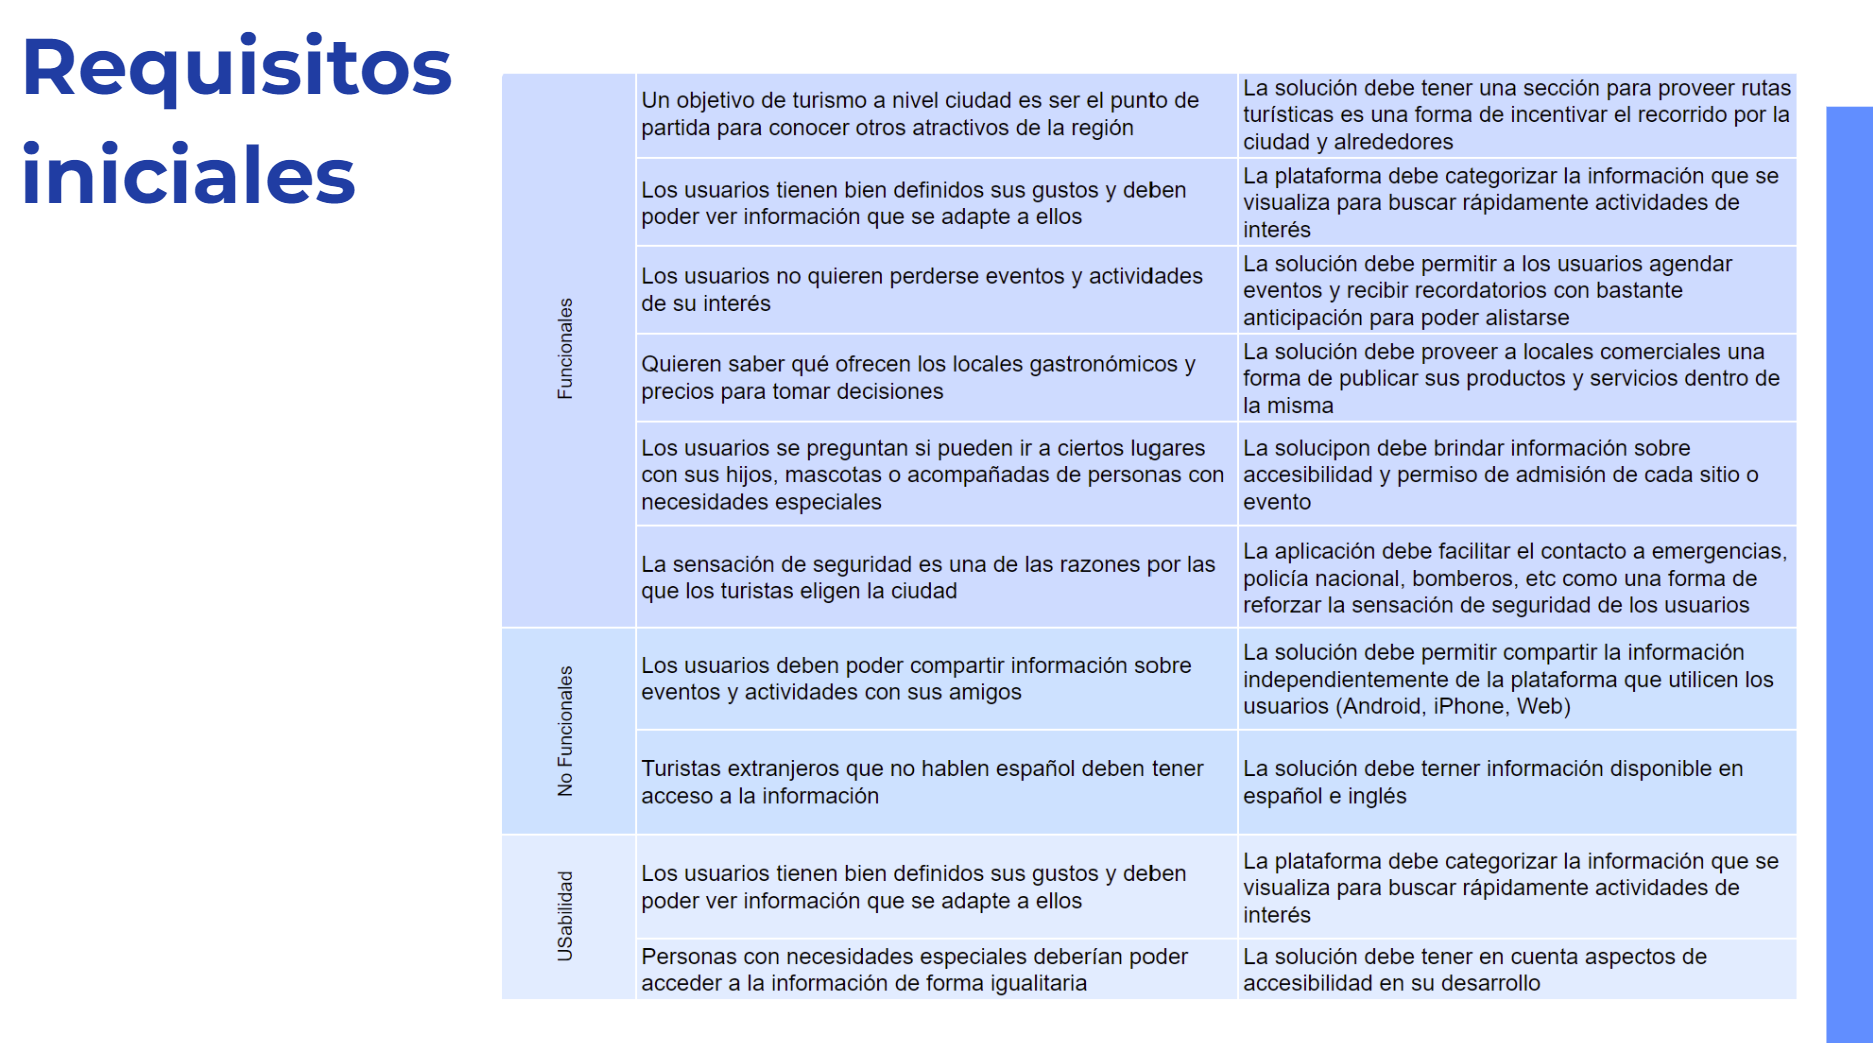 Requisitos
iniciales
Funcionales
Un objetivo de turismo a nivel ciudad es ser el punto de
partida para conocer otros atractivos de la región
La solución debe tener una sección para proveer rutas
turísticas es una forma de incentivar el recorrido por la
ciudad y alrededores
Los usuarios tienen bien definidos sus gustos y deben
poder ver información que se adapte a ellos
La plataforma debe categorizar la información que se
visualiza para buscar rápidamente actividades de
interés
Los usuarios no quieren perderse eventos y actividades
de su interés
La solución debe permitir a los usuarios agendar
eventos y recibir recordatorios con bastante
anticipación para poder alistarse
Quieren saber qué ofrecen los locales gastronómicos y
precios para tomar decisiones
La solución debe proveer a locales comerciales una
forma de publicar sus productos y servicios dentro de
la misma
Los usuarios se preguntan si pueden ir a ciertos lugares
con sus hijos, mascotas o acompañadas de personas con
necesidades especiales
La solucipon debe brindar información sobre
accesibilidad y permiso de admisión de cada sitio o
evento
La sensación de seguridad es una de las razones por las
que los turistas eligen la ciudad
La aplicación debe facilitar el contacto a emergencias,
policía nacional, bomberos, etc como una forma de
reforzar la sensación de seguridad de los usuarios
No Funcionales
Los usuarios deben poder compartir información sobre
eventos y actividades con sus amigos
La solución debe permitir compartir la información
independientemente de la plataforma que utilicen los
usuarios (Android, iPhone, Web)
Turistas extranjeros que no hablen español deben tener
acceso a la información
La solución debe terner información disponible en
español e inglés
USabilidad
Los usuarios tienen bien definidos sus gustos y deben
poder ver información que se adapte a ellos
La plataforma debe categorizar la información que se
visualiza para buscar rápidamente actividades de
interés
Personas con necesidades especiales deberían poder
acceder a la información de forma igualitaria
La solución debe tener en cuenta aspectos de
accesibilidad en su desarrollo